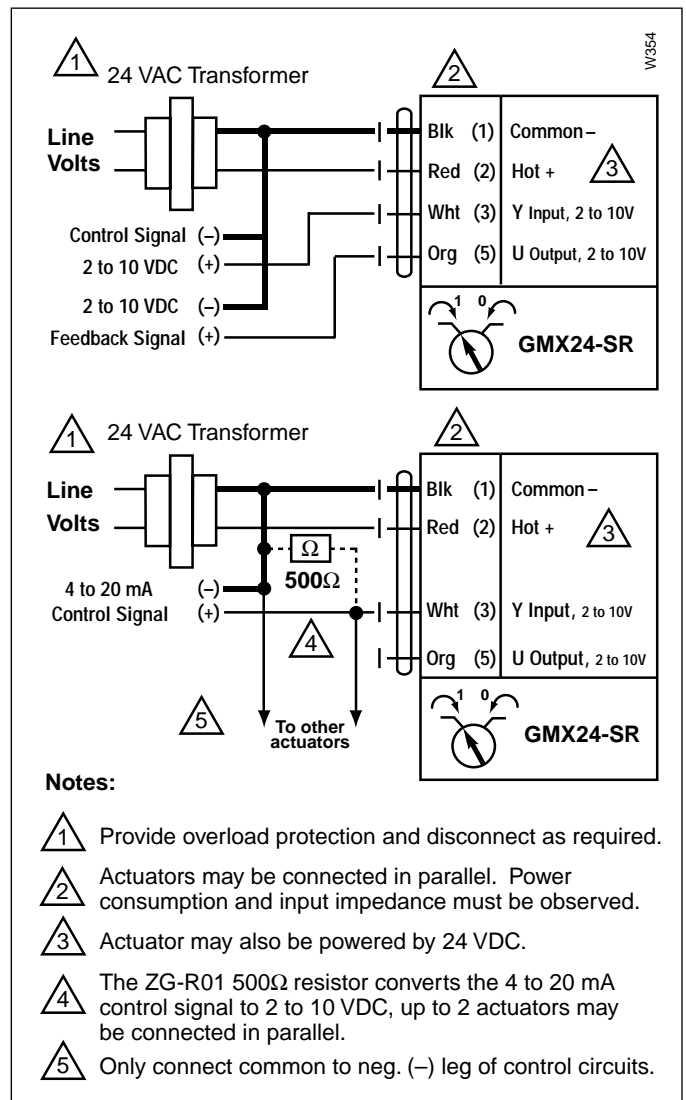 W354
1 24 VAC Transformer 2
Line Volts
Blk (1) Common –
Red (2) Hot + 3
Wht (3) Y Input, 2 to 10V
Org (5) U Output, 2 to 10V
Control Signal (–)
2 to 10 VDC (+)
2 to 10 VDC (–)
Feedback Signal (+)
1 0
GMX24-SR
1 24 VAC Transformer 2
Line
Volts
Blk (1) Common –
Red (2) Hot + 3
Ω
500Ω
4 to 20 mA (–)
Control Signal (+)
4
Wht (3) Y Input, 2 to 10V
Org (5) U Output, 2 to 10V
5
To other
actuators
1 0
GMX24-SR
Notes:
1 Provide overload protection and disconnect as required.
2 Actuators may be connected in parallel. Power
consumption and input impedance must be observed.
3 Actuator may also be powered by 24 VDC.
4 The ZG-R01 500Ω resistor converts the 4 to 20 mA
control signal to 2 to 10 VDC, up to 2 actuators may
be connected in parallel.
5 Only connect common to neg. (–) leg of control circuits.